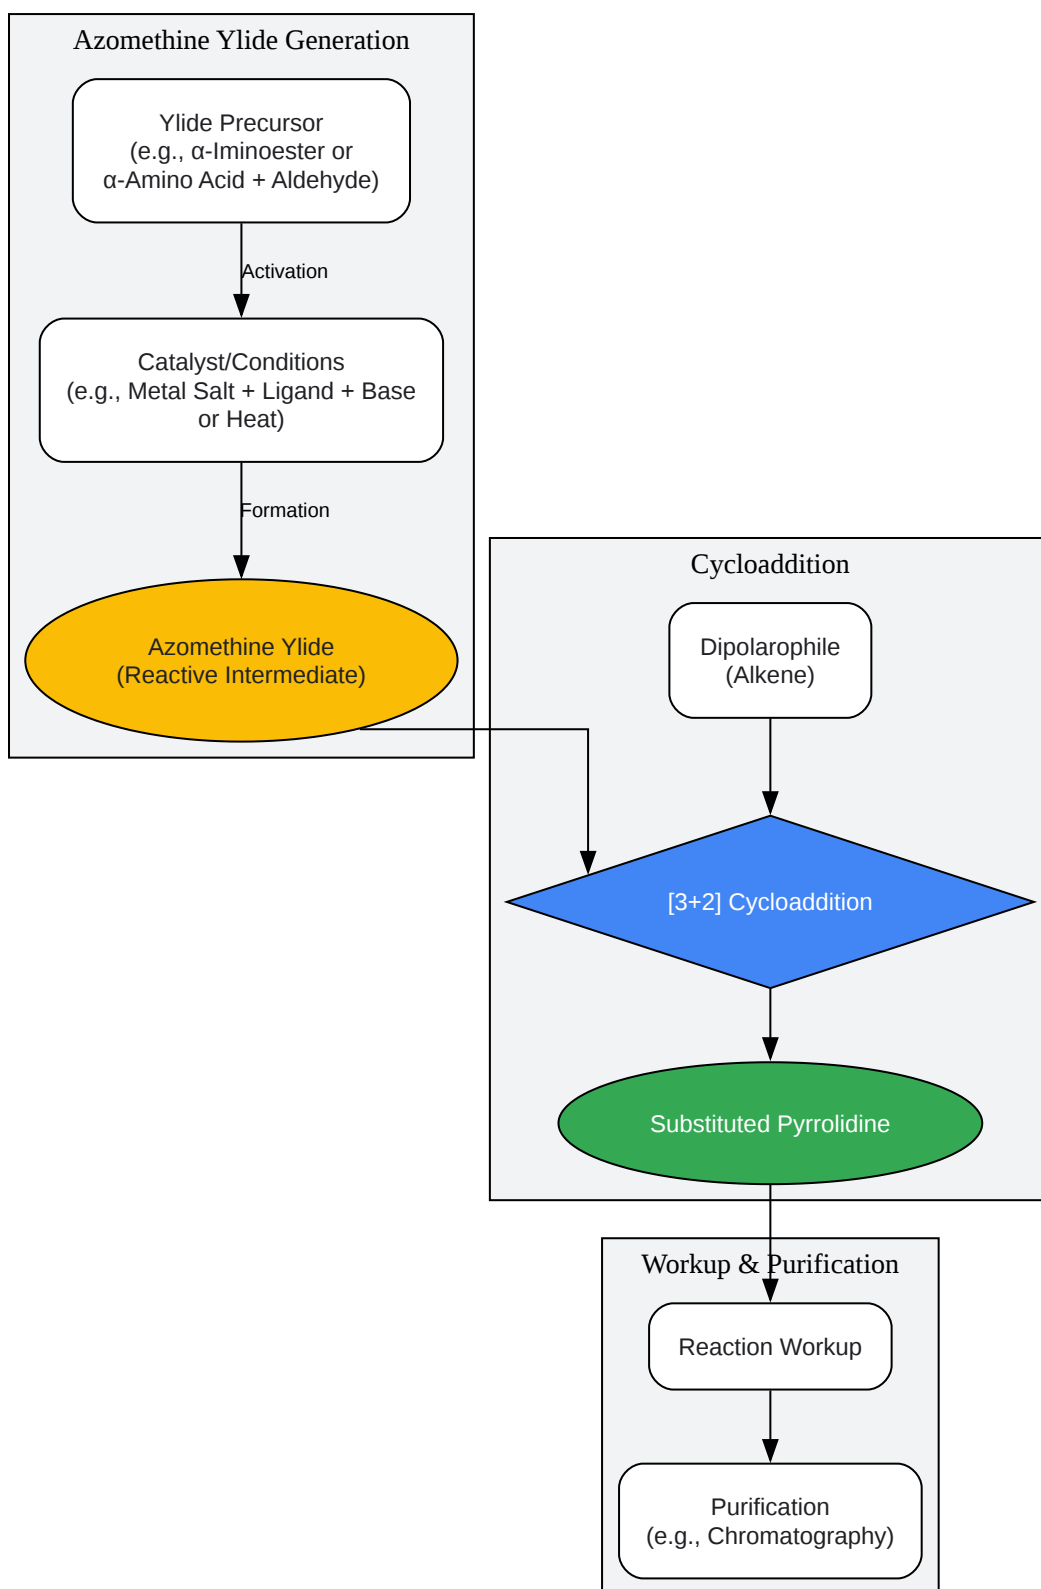 Azomethine Ylide Generation
Ylide Precursor
(e.g., α-Iminoester or
α-Amino Acid + Aldehyde)
Activation
Catalyst/Conditions
(e.g., Metal Salt + Ligand + Base
or Heat)
Formation
Azomethine Ylide
(Reactive Intermediate)
Cycloaddition
Dipolarophile
(Alkene)
[3+2] Cycloaddition
Substituted Pyrrolidine
Workup & Purification
Reaction Workup
Purification
(e.g., Chromatography)